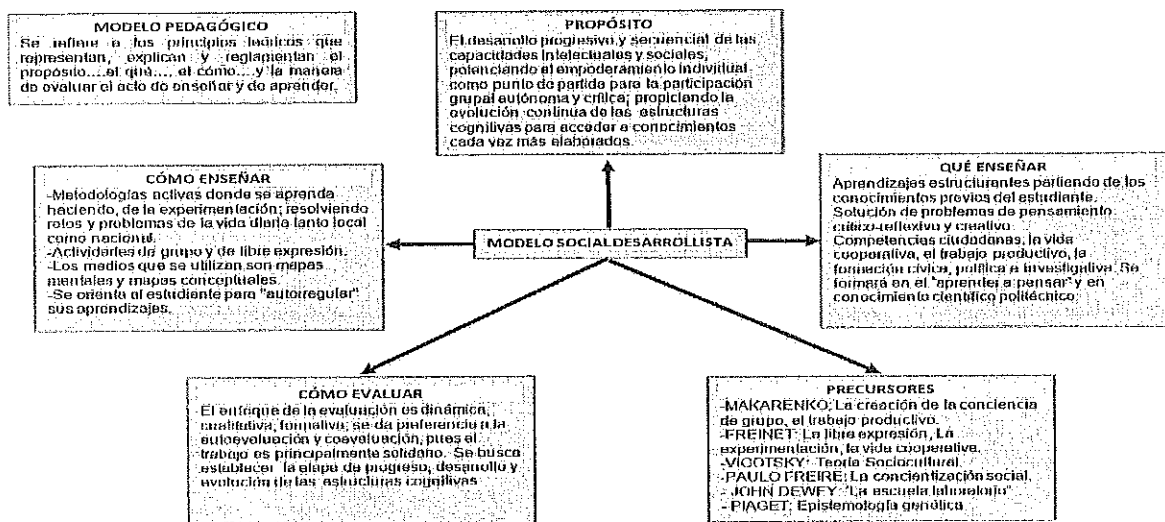 MODELO PEDAGÓGICO
Se refiere a los principios teóricos que
representan, explican y reglamentan el
propósito....el qué...., el cómo.....y la manera
de evaluar el acto de enseñar y de aprender.
PROPÓSITO
El desarrollo progresivo y secuencial de las
capacidades intelectuales y sociales,
potenciando el empoderamiento individual
como punto de partida para la participación
grupal autónoma y crítica; propiciando la
evolución continua de las estructuras
cognitivas para acceder a conocimientos
cada vez más elaborados.
CÓMO ENSEÑAR
-Metodologías activas donde se aprenda
haciendo, de la experimentación; resolviendo
retos y problemas de la vida diaria tanto local
como nacional.
-Actividades de grupo y de libre expresión.
-Los medios que se utilizan son mapas
mentales y mapas conceptuales.
-Se orienta al estudiante para "autorregular"
sus aprendizajes.
MODELO SOCIAL DESARROLLISTA
QUÉ ENSEÑAR
Aprendizajes estructurantes partiendo de los
conocimientos previos del estudiante.
Solución de problemas de pensamiento
crítico-reflexivo y creativo
Competencias ciudadanas, la vida
cooperativa, el trabajo productivo, la
formación cívica, política e investigativa. Se
formará en el "aprender a pensar" y en
conocimiento científico politécnico.
CÓMO EVALUAR
El enfoque de la evaluación es dinámica,
cualitativa, formativa; se da preferencia a la
autoevaluación y coevaluación, pues el
trabajo es principalmente solidario. Se busca
establecer la etapa de progreso, desarrollo y
evolución de las estructuras cognitivas
PRECURSORES
-MAKARENKO: La creación de la conciencia
de grupo, el trabajo productivo.
-FREINET: La libre expresión, La
experimentación, la vida cooperativa.
-VIGOTSKY: Teoría Sociocultural.
-PAULO FREIRE: La concientización social.
- JOHN DEWEY: "La escuela laboratorio"
- PIAGET: Epistemología genética